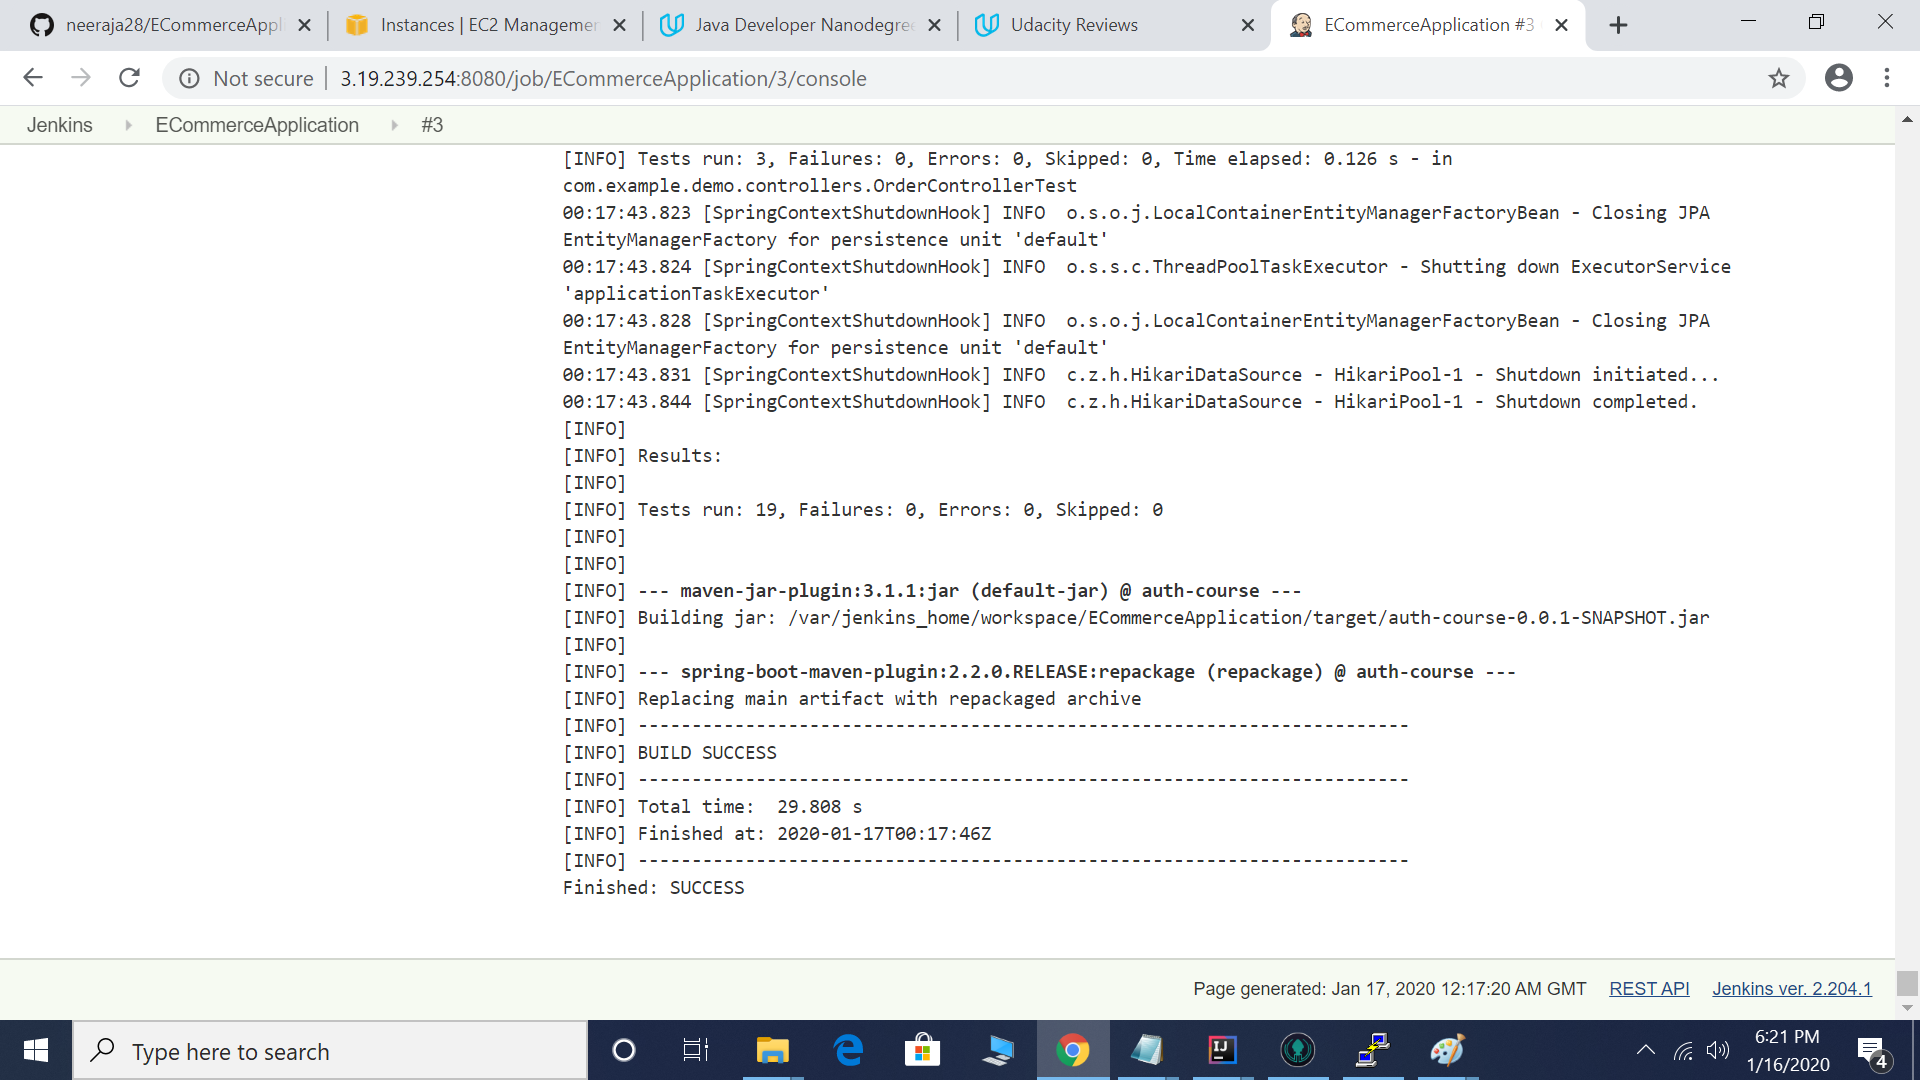 neeraja28/ECommerceAppl
Instances | EC2 Managemen
Java Developer Nanodegree
Udacity Reviews
ECommerceApplication #3
Not secure
3.19.239.254:8080/job/ECommerceApplication/3/console
Jenkins
ECommerceApplication
#3
[INFO] Tests run: 3, Failures: 0, Errors: 0, Skipped: 0, Time elapsed: 0.126 s - in
com.example.demo.controllers.OrderControllerTest
00:17:43.823 [SpringContextShutdownHook] INFO  o.s.o.j.LocalContainerEntityManagerFactoryBean - Closing JPA
EntityManagerFactory for persistence unit 'default'
00:17:43.824 [SpringContextShutdownHook] INFO  o.s.s.c.ThreadPoolTaskExecutor - Shutting down ExecutorService
'applicationTaskExecutor'
00:17:43.828 [SpringContextShutdownHook] INFO  o.s.o.j.LocalContainerEntityManagerFactoryBean - Closing JPA
EntityManagerFactory for persistence unit 'default'
00:17:43.831 [SpringContextShutdownHook] INFO  c.z.h.HikariDataSource - HikariPool-1 - Shutdown initiated...
00:17:43.844 [SpringContextShutdownHook] INFO  c.z.h.HikariDataSource - HikariPool-1 - Shutdown completed.
[INFO]
[INFO] Results:
[INFO]
[INFO] Tests run: 19, Failures: 0, Errors: 0, Skipped: 0
[INFO]
[INFO]
[INFO] --- maven-jar-plugin:3.1.1:jar (default-jar) @ auth-course ---
[INFO] Building jar: /var/jenkins_home/workspace/ECommerceApplication/target/auth-course-0.0.1-SNAPSHOT.jar
[INFO]
[INFO] --- spring-boot-maven-plugin:2.2.0.RELEASE:repackage (repackage) @ auth-course ---
[INFO] Replacing main artifact with repackaged archive
[INFO] ------------------------------------------------------------------------
[INFO] BUILD SUCCESS
[INFO] ------------------------------------------------------------------------
[INFO] Total time:  29.808 s
[INFO] Finished at: 2020-01-17T00:17:46Z
[INFO] ------------------------------------------------------------------------
Finished: SUCCESS
Page generated: Jan 17, 2020 12:17:20 AM GMT
REST API
Jenkins ver. 2.204.1
Type here to search
IJ
6:21 PM
1/16/2020
4